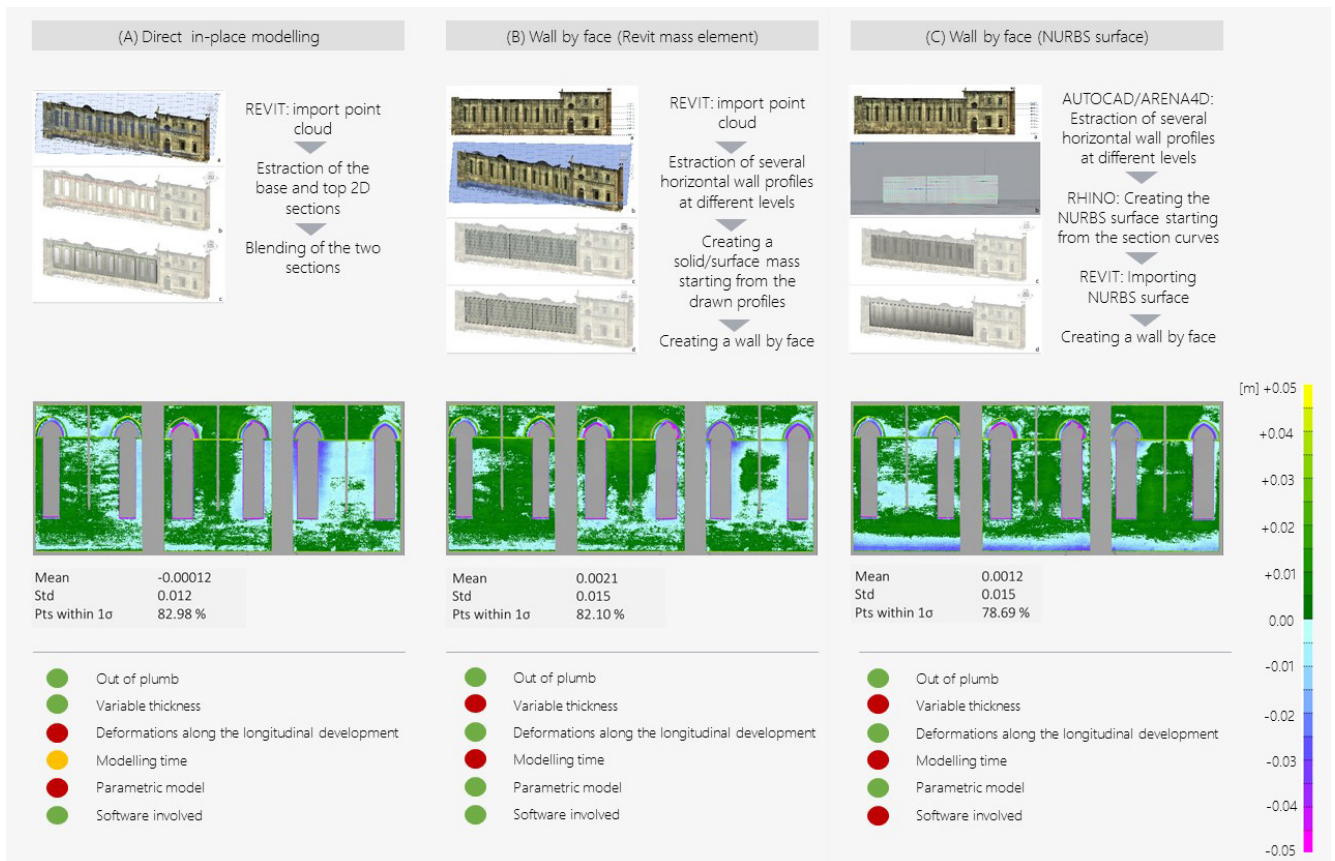 (A) Direct in-place modelling
REVIT: import point
cloud
Estraction of the
base and top 2D
sections
Blending of the two
sections
a
b
c
(B) Wall by face (Revit mass element)
REVIT: import point
cloud
Estraction of several
horizontal wall profiles
at different levels
Creating a
solid/surface mass
starting from the
drawn profiles
Creating a wall by face
a
b
c
d
(C) Wall by face (NURBS surface)
AUTOCAD/ARENA4D:
Estraction of several
horizontal wall profiles
at different levels
RHINO: Creating the
NURBS surface starting
from the section curves
REVIT: Importing
NURBS surface
Creating a wall by face
a
b
c
d
[m] +0.05
+0.04
+0.03
+0.02
+0.01
0.00
-0.01
-0.02
-0.03
-0.04
-0.05
Mean -0.00012
Std 0.012
Pts within 1σ 82.98 %
Mean 0.0021
Std 0.015
Pts within 1σ 82.10 %
Mean 0.0012
Std 0.015
Pts within 1σ 78.69 %
Out of plumb
Variable thickness
Deformations along the longitudinal development
Modelling time
Parametric model
Software involved
Out of plumb
Variable thickness
Deformations along the longitudinal development
Modelling time
Parametric model
Software involved
Out of plumb
Variable thickness
Deformations along the longitudinal development
Modelling time
Parametric model
Software involved